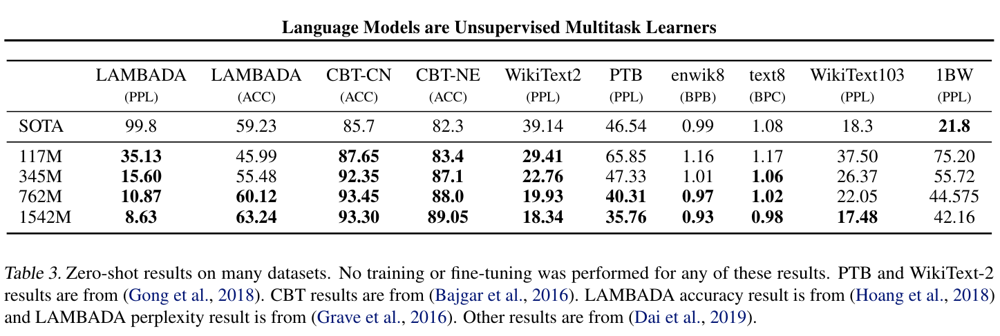 Language Models are Unsupervised Multitask Learners
LAMBADA LAMBADA CBT-CN CBT-NE WikiText2 PTB enwik8 text8 WikiText103 1BW
(PPL) (ACC) (ACC) (ACC) (PPL) (PPL) (BPB) (BPC) (PPL) (PPL)
SOTA 99.8 59.23 85.7 82.3 39.14 46.54 0.99 1.08 18.3 21.8
117M 35.13 45.99 87.65 83.4 29.41 65.85 1.16 1.17 37.50 75.20
345M 15.60 55.48 92.35 87.1 22.76 47.33 1.01 1.06 26.37 55.72
762M 10.87 60.12 93.45 88.0 19.93 40.31 0.97 1.02 22.05 44.575
1542M 8.63 63.24 93.30 89.05 18.34 35.76 0.93 0.98 17.48 42.16
Table 3. Zero-shot results on many datasets. No training or fine-tuning was performed for any of these results. PTB and WikiText-2
results are from (Gong et al., 2018). CBT results are from (Bajgar et al., 2016). LAMBADA accuracy result is from (Hoang et al., 2018)
and LAMBADA perplexity result is from (Grave et al., 2016). Other results are from (Dai et al., 2019).